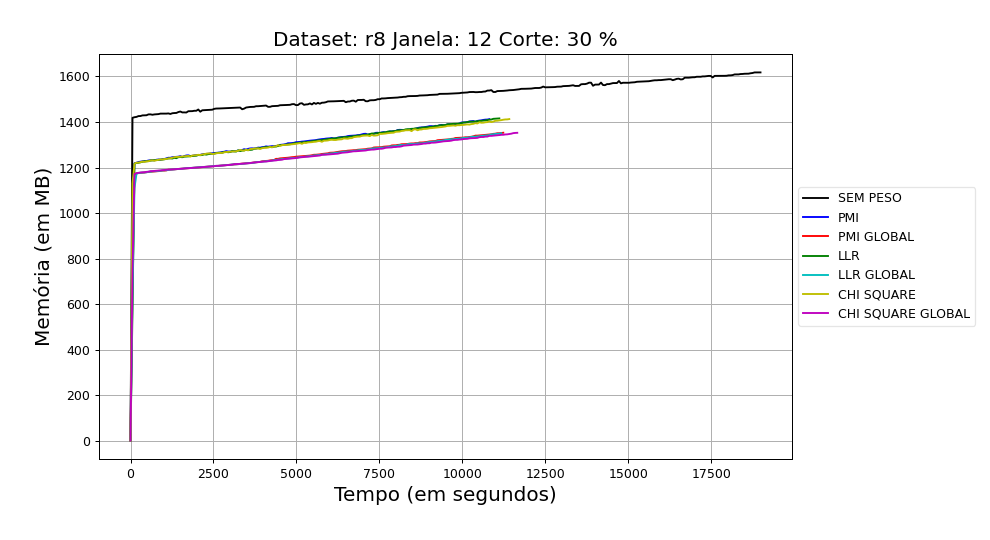 Dataset: r8 Janela: 12 Corte: 30 %
Memória (em MB)
1600
1400
1200
1000
800
600
400
200
0
0 2500 5000 7500 10000 12500 15000 17500
Tempo (em segundos)
SEM PESO
PMI
PMI GLOBAL
LLR
LLR GLOBAL
CHI SQUARE
CHI SQUARE GLOBAL